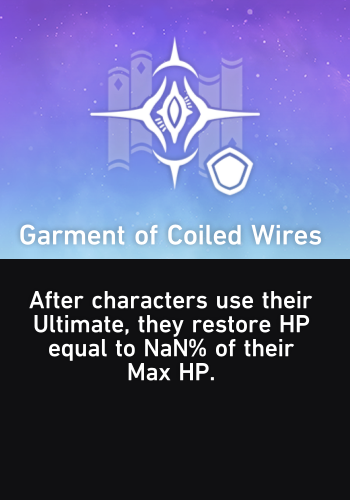 Garment of Coiled Wires
After characters use their
Ultimate, they restore HP
equal to NaN% of their
Max HP.